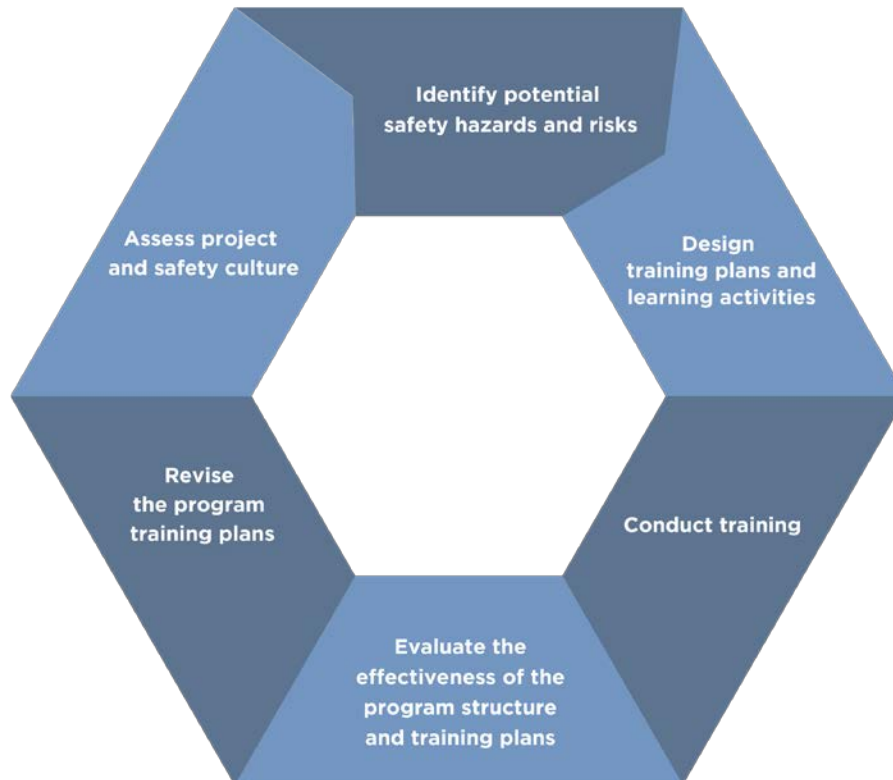 Identify potential
safety hazards and risks
Assess project
and safety culture
Design
training plans and
learning activities
Revise
the program
training plans
Conduct training
Evaluate the
effectiveness of the
program structure
and training plans